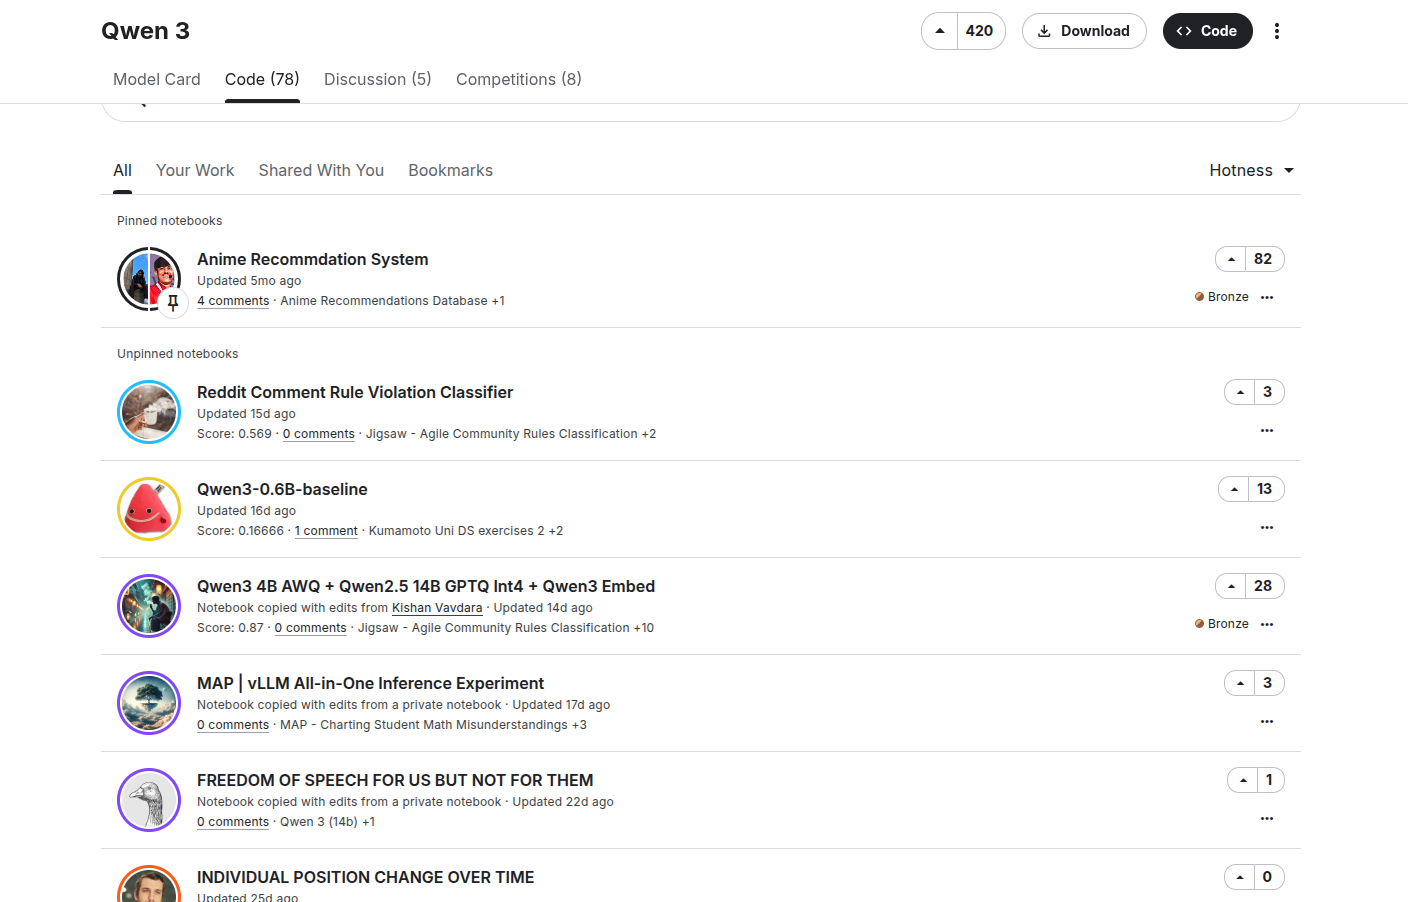 Qwen 3
420
Download
Code
Model Card
Code (78)
Discussion (5)
Competitions (8)
All
Your Work
Shared With You
Bookmarks
Hotness
Pinned notebooks
Anime Recommdation System
82
Updated 5mo ago
4 comments · Anime Recommendations Database +1
Bronze
Unpinned notebooks
Reddit Comment Rule Violation Classifier
3
Updated 15d ago
Score: 0.569 · 0 comments · Jigsaw - Agile Community Rules Classification +2
Qwen3-0.6B-baseline
13
Updated 16d ago
Score: 0.16666 · 1 comment · Kumamoto Uni DS exercises 2 +2
Qwen3 4B AWQ + Qwen2.5 14B GPTQ Int4 + Qwen3 Embed
28
Notebook copied with edits from Kishan Vavdara · Updated 14d ago
Score: 0.87 · 0 comments · Jigsaw - Agile Community Rules Classification +10
Bronze
MAP | vLLM All-in-One Inference Experiment
3
Notebook copied with edits from a private notebook · Updated 17d ago
0 comments · MAP - Charting Student Math Misunderstandings +3
FREEDOM OF SPEECH FOR US BUT NOT FOR THEM
1
Notebook copied with edits from a private notebook · Updated 22d ago
0 comments · Qwen 3 (14b) +1
INDIVIDUAL POSITION CHANGE OVER TIME
0
Updated 25d ago